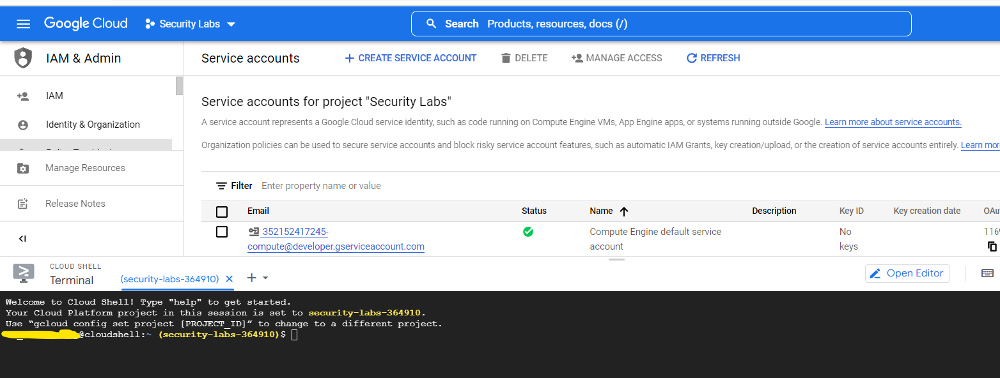 Google Cloud Security Labs Search Products, resources, docs (/)
IAM & Admin
Service accounts CREATE SERVICE ACCOUNT DELETE MANAGE ACCESS REFRESH
IAM
Identity & Organization
Manage Resources
Release Notes
Service accounts for project "Security Labs"
A service account represents a Google Cloud service identity, such as code running on Compute Engine VMs, App Engine apps, or systems running outside Google. Learn more about service accounts.
Organization policies can be used to secure service accounts and block risky service account features, such as automatic IAM Grants, key creation/upload, or the creation of service accounts entirely. Learn
Filter Enter property name or value
Email Status Name Description Key ID Key creation date
352152417245-
compute@developer.gserviceaccount.com
Compute Engine default service
account
No
keys
CLOUD SHELL
Terminal (security-labs-364910) Open Editor
Welcome to Cloud Shell! Type "help" to get started.
Your Cloud Platform project in this session is set to security-labs-364910.
Use “gcloud config set project [PROJECT_ID]” to change to a different project.
@cloudshell:~ (security-labs-364910)$